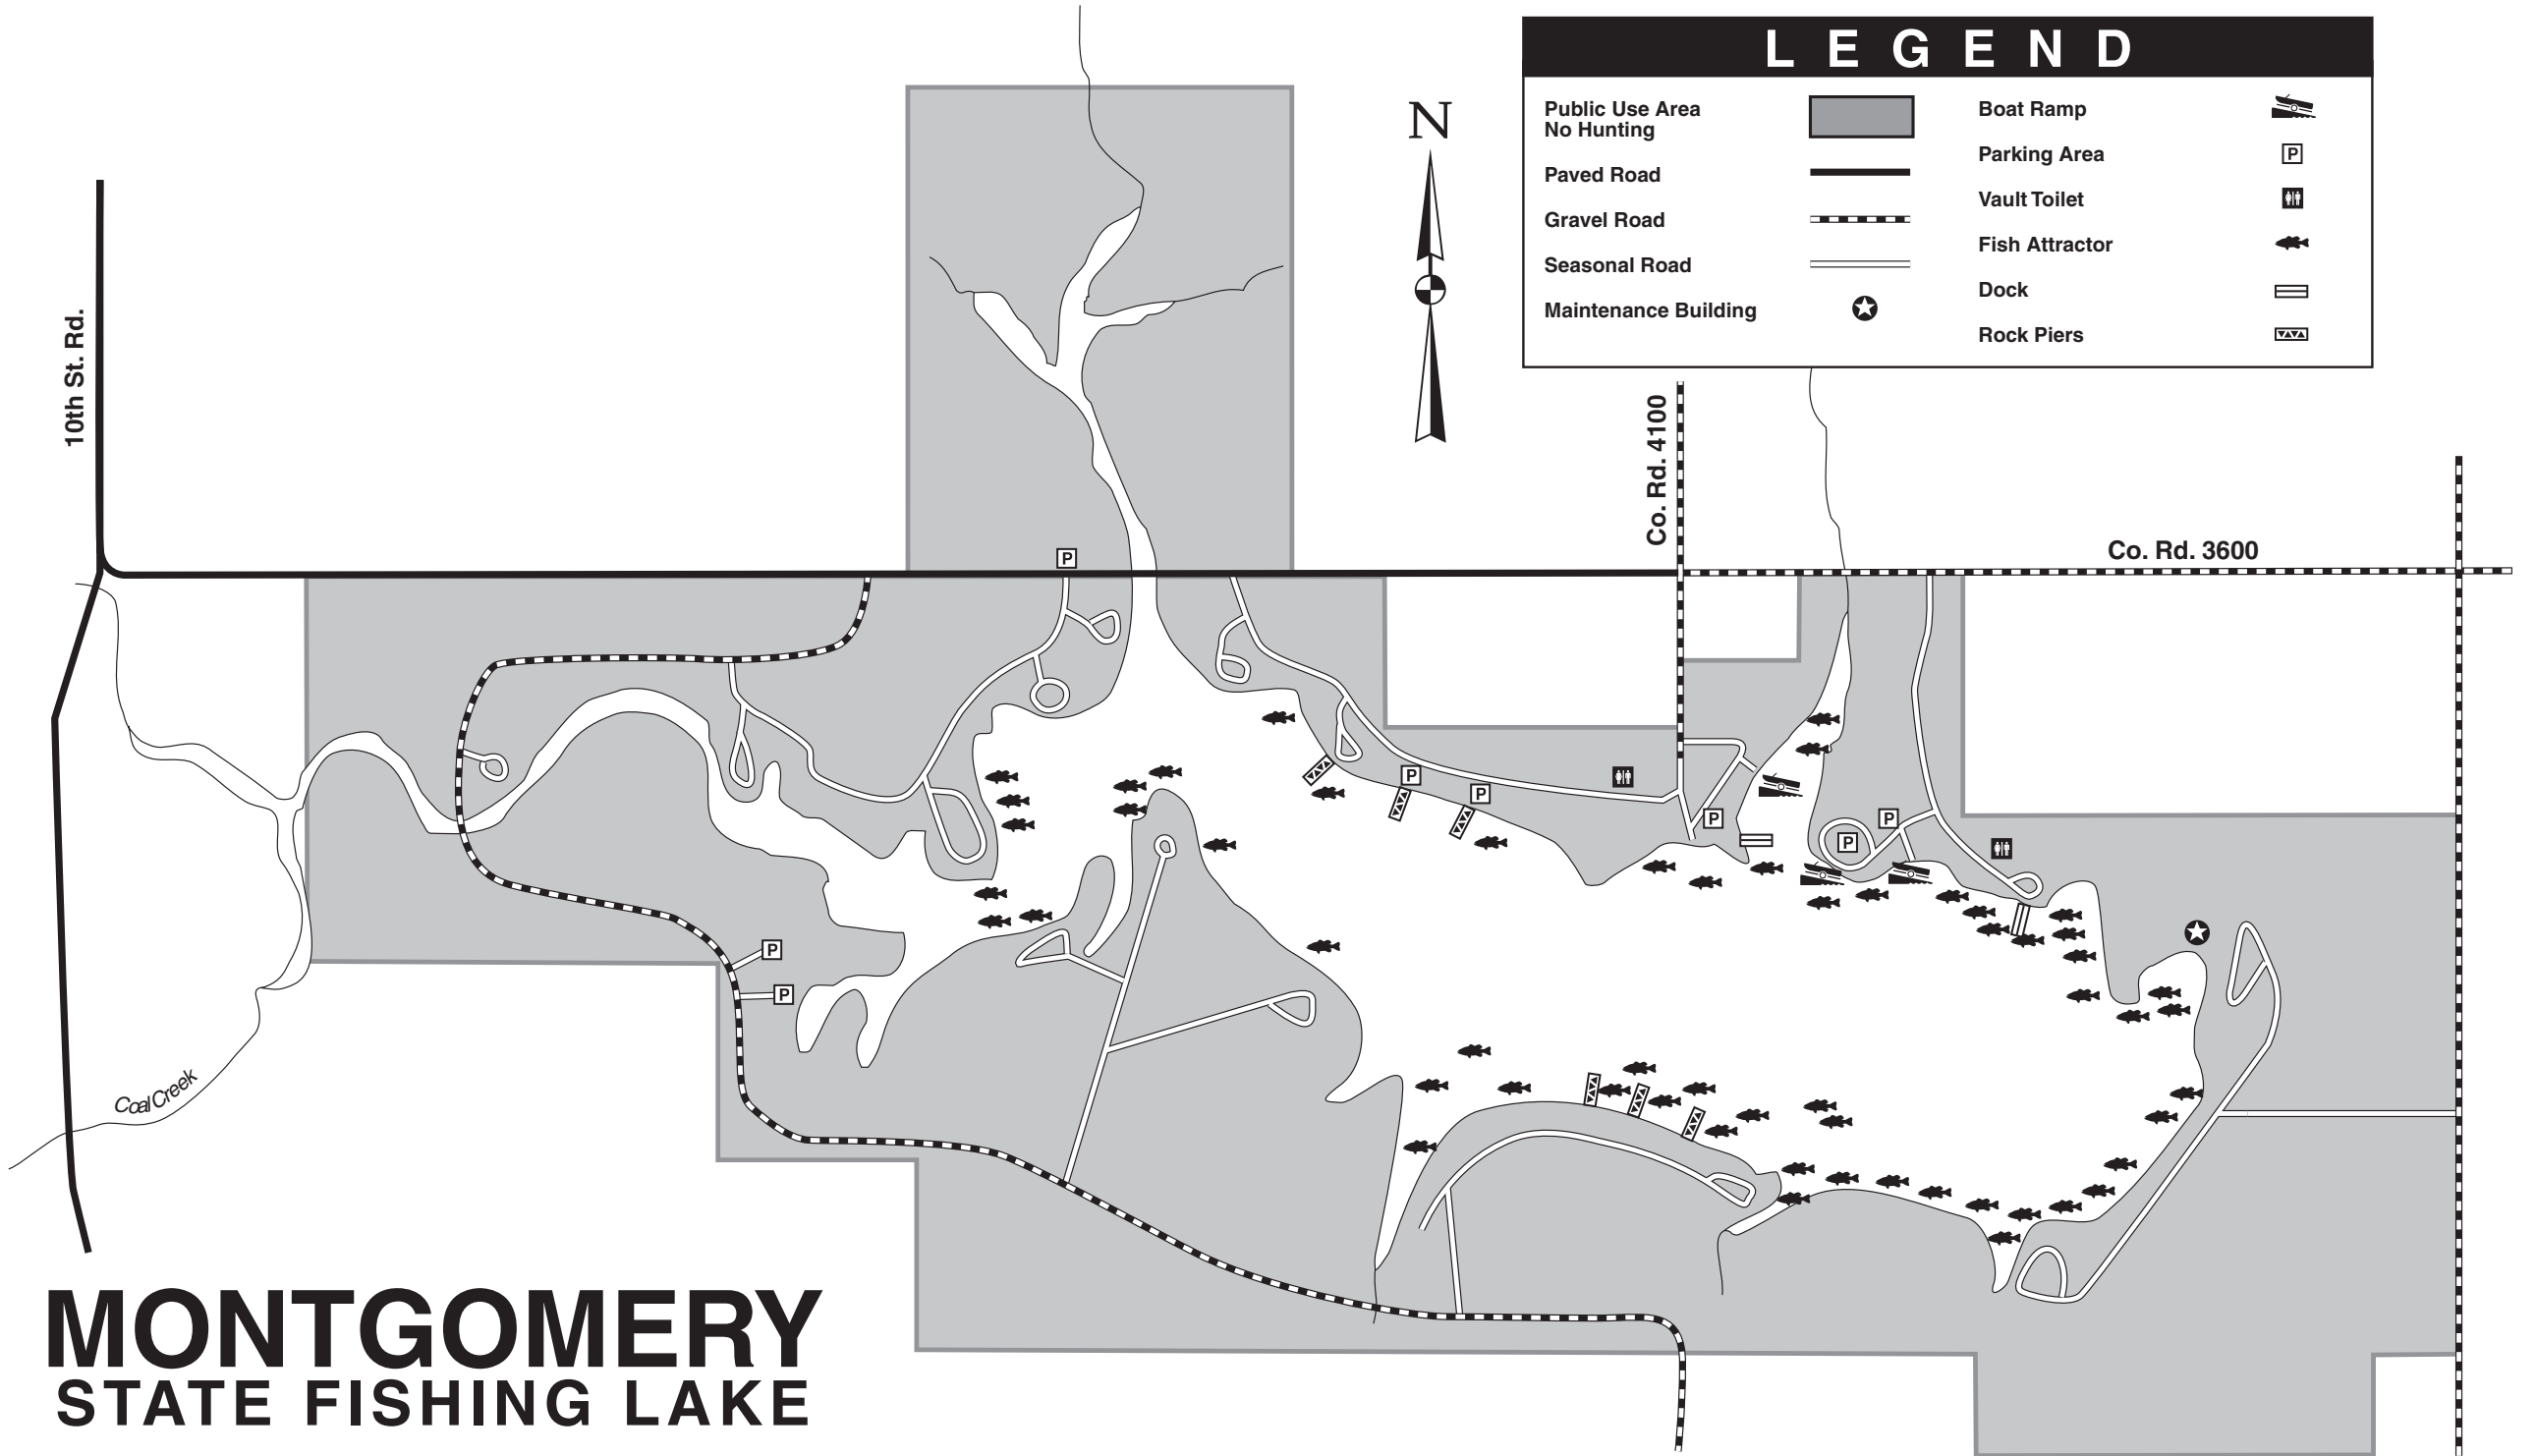 LEGEND
Public Use Area
No Hunting
Paved Road
Gravel Road
Seasonal Road
Maintenance Building
Boat Ramp
Parking Area
P
Vault Toilet
Fish Attractor
Dock
Rock Piers
N
10th St. Rd.
Co. Rd. 4100
Co. Rd. 3600
P
P
P
P
P
P
P
P
Coal Creek
MONTGOMERY
STATE FISHING LAKE